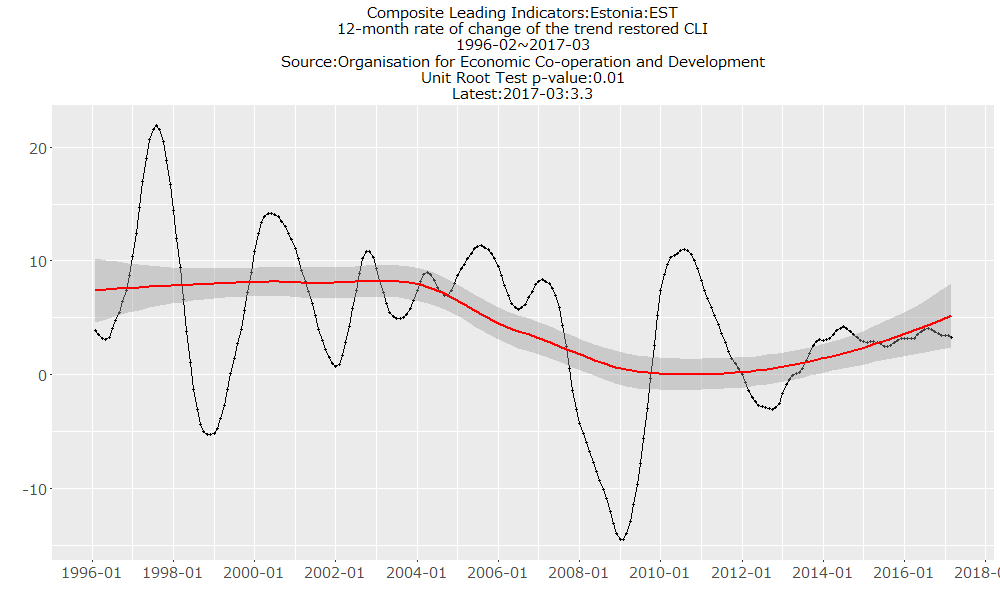 Composite Leading Indicators:Estonia:EST
12-month rate of change of the trend restored CLI
1996-02~2017-03
Source:Organisation for Economic Co-operation and Development
Unit Root Test p-value:0.01
Latest:2017-03:3.3
20
10
0
-10
1996-01 1998-01 2000-01 2002-01 2004-01 2006-01 2008-01 2010-01 2012-01 2014-01 2016-01 2018-0